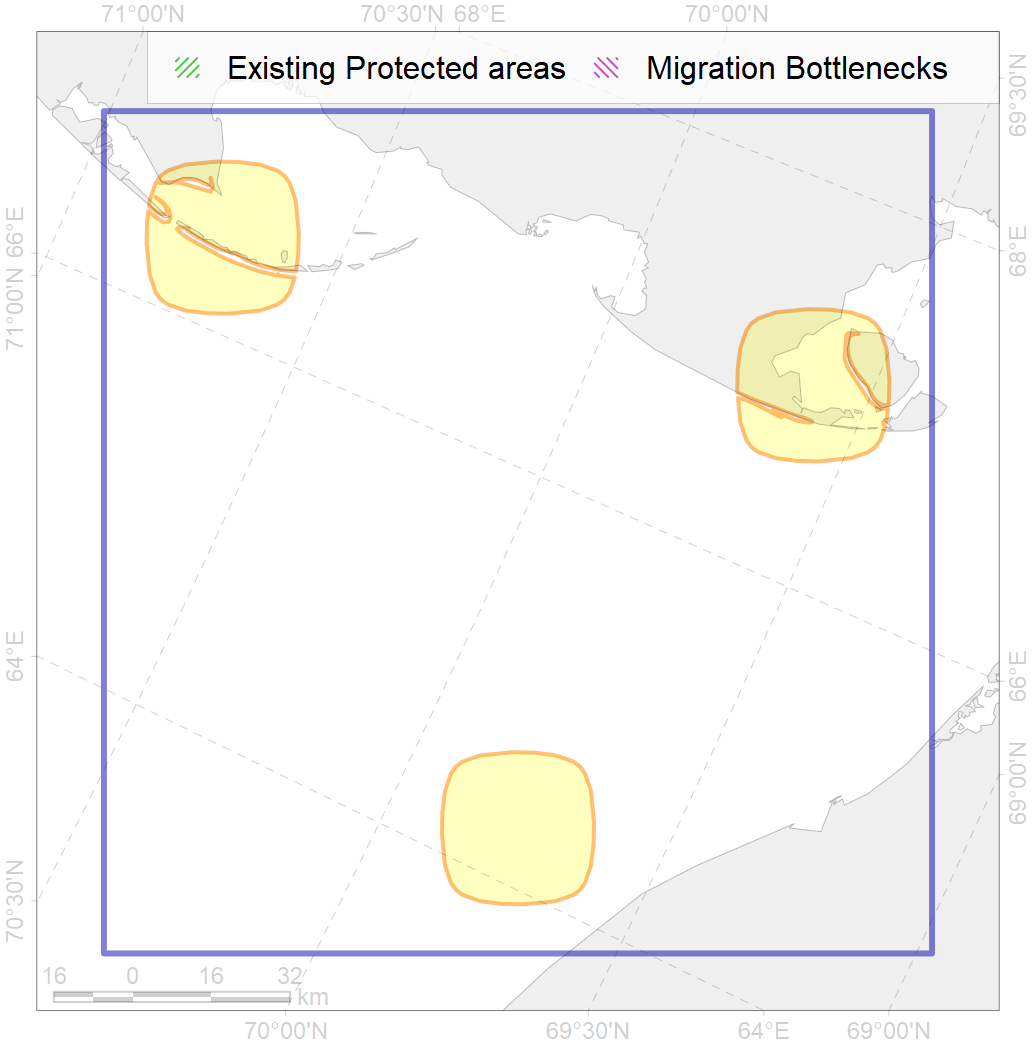 71°00'N 70°30'N 68°E 70°00'N
Existing Protected areas Migration Bottlenecks
69°30'N
66°E
68°E
71°00'N
64°E
66°E
69°00'N
70°30'N
16 0 16 32
km
70°00'N 69°30'N 64°E 69°00'N